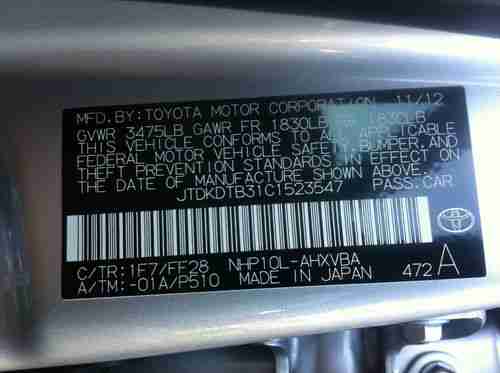 MFD. BY: TOYOTA MOTOR CORPORATION 11/12
GVWR 3475LB GAWR FR 1830LB 1830LB
THIS VEHICLE CONFORMS TO ALL APPLICABLE
FEDERAL MOTOR VEHICLE SAFETY, BUMPER, AND
THEFT PREVENTION STANDARDS IN EFFECT
ON THE DATE OF MANUFACTURE SHOWN ABOVE.
JTDKDTB31C1523547 PASS. CAR
C/TR: 1F7/FF28 NHP10L-AHXVBA
A/TM: -01A/P510 MADE IN JAPAN 472 A
TOYOTA